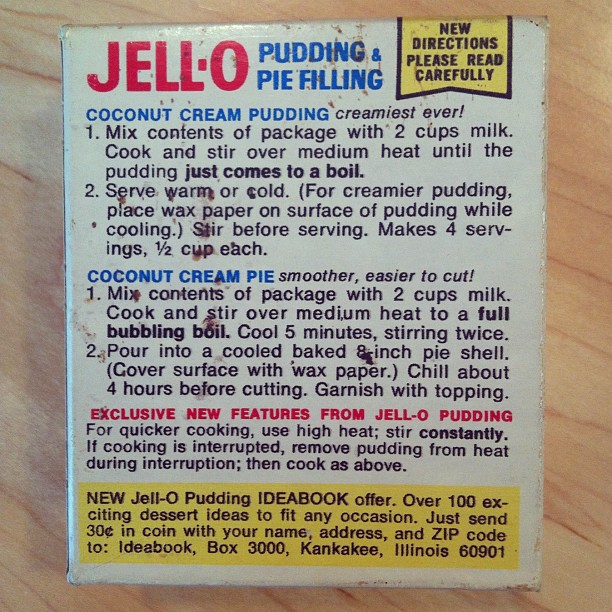 JELL-O PUDDING & PIE FILLING
NEW
DIRECTIONS
PLEASE READ
CAREFULLY
COCONUT CREAM PUDDING creamiest ever!
1. Mix contents of package with 2 cups milk.
Cook and stir over medium heat until the
pudding just comes to a boil.
2. Serve warm or cold. (For creamier pudding,
place wax paper on surface of pudding while
cooling.) Stir before serving. Makes 4 serv-
ings, ½ cup each.
COCONUT CREAM PIE smoother, easier to cut!
1. Mix contents of package with 2 cups milk.
Cook and stir over medium heat to a full
bubbling boil. Cool 5 minutes, stirring twice.
2. Pour into a cooled baked 8-inch pie shell.
(Cover surface with wax paper.) Chill about
4 hours before cutting. Garnish with topping.
EXCLUSIVE NEW FEATURES FROM JELL-O PUDDING
For quicker cooking, use high heat; stir constantly.
If cooking is interrupted, remove pudding from heat
during interruption; then cook as above.
NEW Jell-O Pudding IDEABOOK offer. Over 100 ex-
citing dessert ideas to fit any occasion. Just send
30¢ in coin with your name, address, and ZIP code
to: Ideabook, Box 3000, Kankakee, Illinois 60901